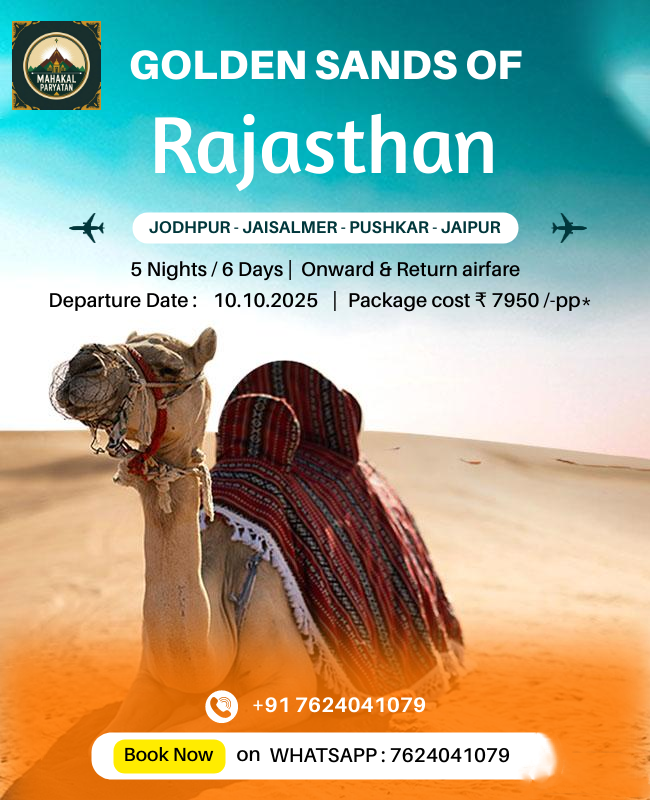 MAHAKAL
PARYATAN
GOLDEN SANDS OF
Rajasthan
JODHPUR - JAISALMER - PUSHKAR - JAIPUR
5 Nights / 6 Days | Onward & Return airfare
Departure Date : 10.10.2025 | Package cost ₹ 7950 /-pp*
+91 7624041079
Book Now on WHATSAPP : 7624041079